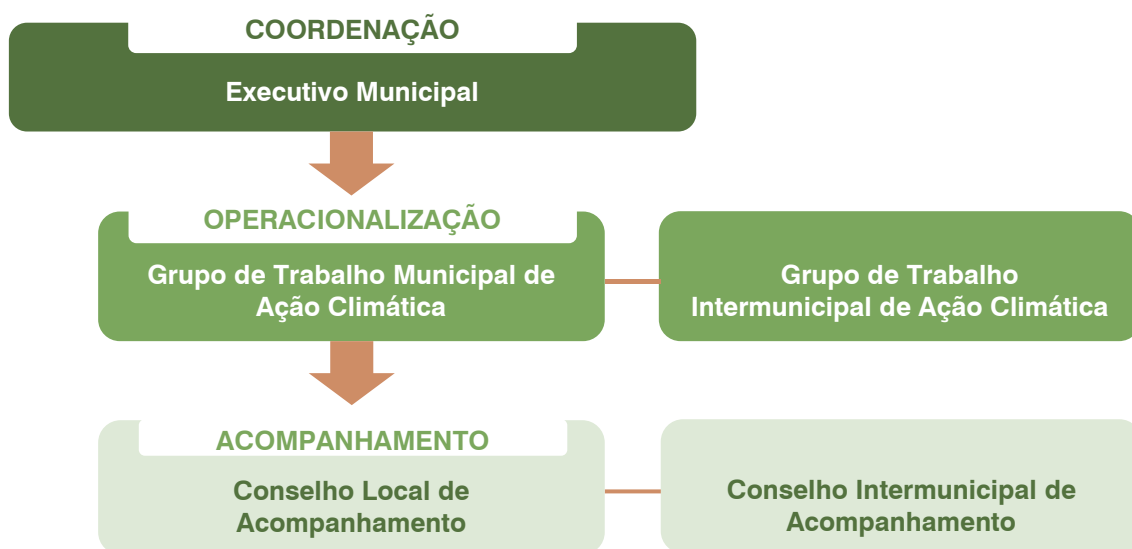 COORDENAÇÃO
Executivo Municipal
OPERACIONALIZAÇÃO
Grupo de Trabalho Municipal de
Ação Climática
Grupo de Trabalho
Intermunicipal de Ação Climática
ACOMPANHAMENTO
Conselho Local de
Acompanhamento
Conselho Intermunicipal de
Acompanhamento